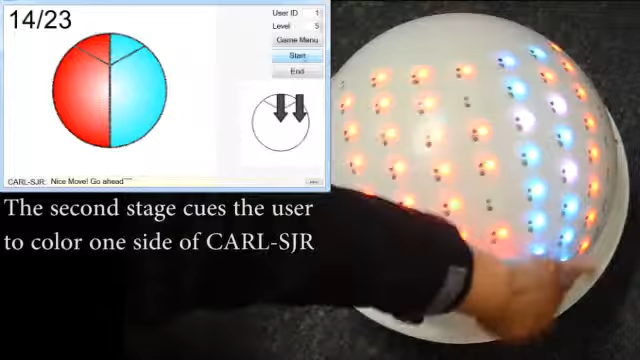 14/23
User ID 1
Level 5
Game Menu
Start
End
CARL-SJR: Nice Move! Go ahead~~
The second stage cues the user
to color one side of CARL-SJR